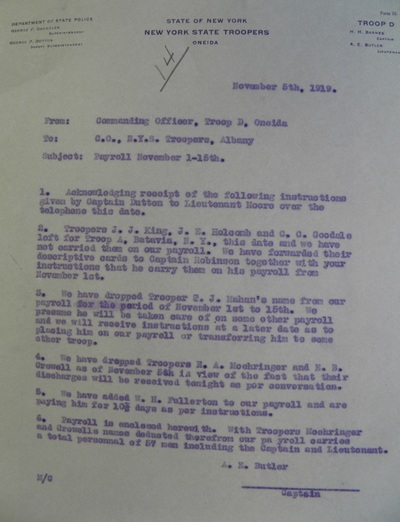 DEPARTMENT OF STATE POLICE
STATE OF NEW YORK
NEW YORK STATE TROOPERS
ONEIDA
TROOP D
CAPTAIN
A. E. BUTLER
14
November 5th, 1919.
From: Commanding Officer, Troop D, Oneida
To: C.O., N.Y.S. Troopers, Albany
Subject: Payroll November 1-15th.
1. Acknowledging receipt of the following instructions
given by Captain Dutton to Lieutenant Moore over the
telephone this date.
2. Troopers J. J. King, J. E. Holcomb and C. C. Goodale
left for Troop A, Batavia, N. Y., this date and we have
not carried them on our payroll. We have forwarded their
descriptive cards to Captain Robinson together with your
instructions that he carry them on his payroll from
November 1st.
3. We have dropped Trooper S. J. Mahan's name from our
payroll for the period of November 1st to 15th. We
presume he will be taken care of on some other payroll
and we will receive instructions at a later date as to
placing him on our payroll or transferring him to some
other troop.
4. We have dropped Troopers H. A. Moehringer and E. B.
Crowell as of November 5th in view of the fact that their
discharges will be received tonight as per conversation.
5. We have added W. H. Fullerton to our payroll and are
paying him for 10½ days as per instructions.
6. Payroll is enclosed herewith. With Troopers Moehringer
and Crowells names deducted therefrom our pa yroll carries
a total personnel of 57 men including the Captain and Lieutenant.
A. E. Butler
M/C
Captain